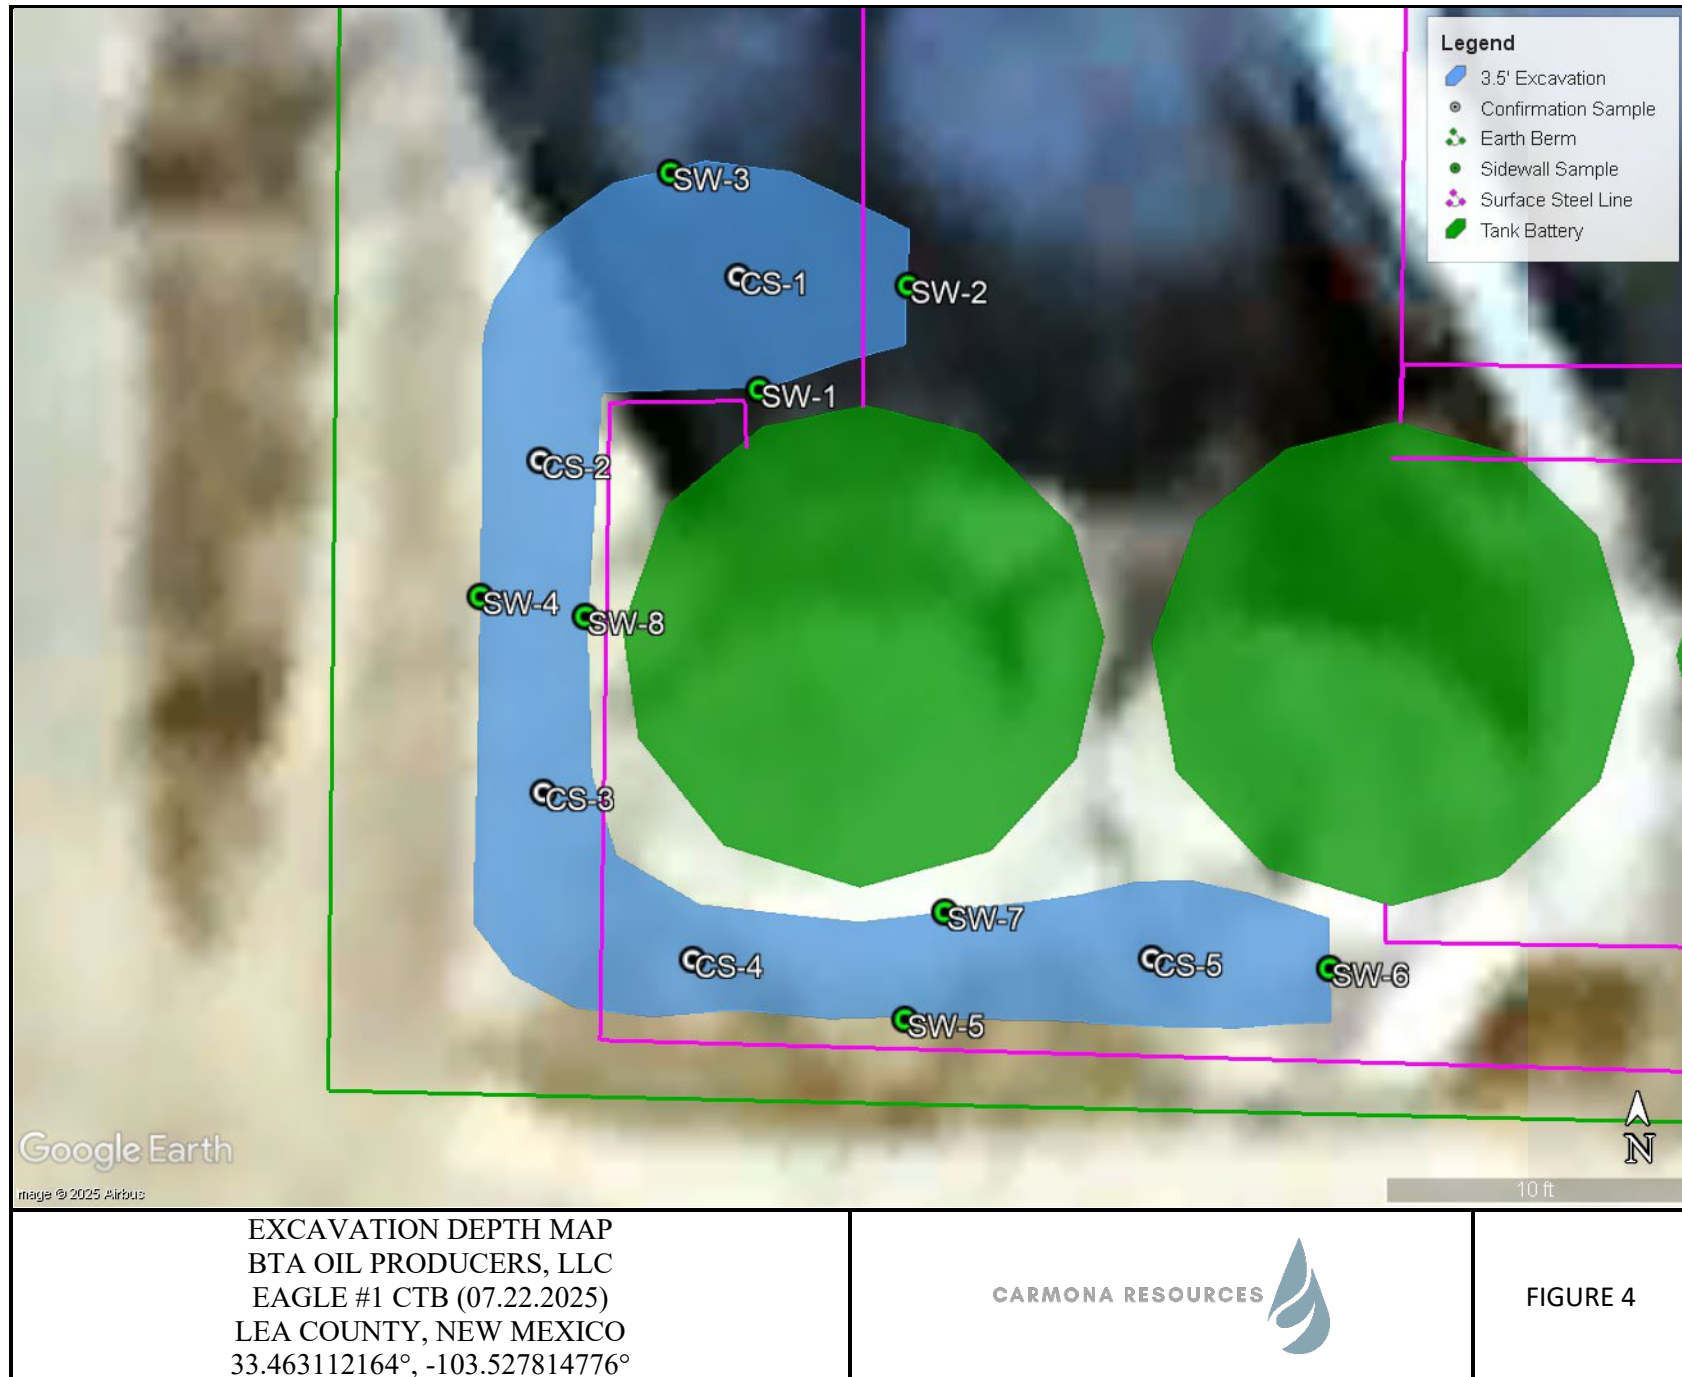 Legend
3.5' Excavation
Confirmation Sample
Earth Berm
Sidewall Sample
Surface Steel Line
Tank Battery
SW-3
CS-1
SW-2
SW-1
CS-2
SW-4
SW-8
CS-3
SW-7
CS-4
CS-5
SW-6
SW-5
Google Earth
N
Image © 2025 Airbus
10 ft
EXCAVATION DEPTH MAP
BTA OIL PRODUCERS, LLC
EAGLE #1 CTB (07.22.2025)
LEA COUNTY, NEW MEXICO
33.463112164°, -103.527814776°
CARMONA RESOURCES
FIGURE 4